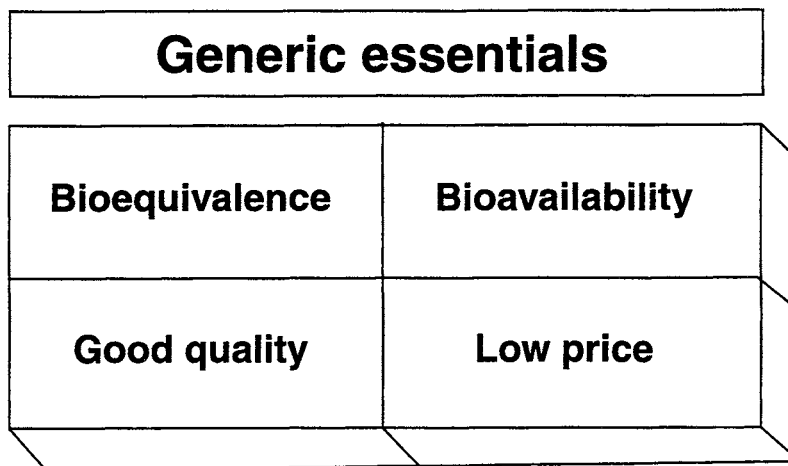 Generic essentials
Bioequivalence
Bioavailability
Good quality
Low price